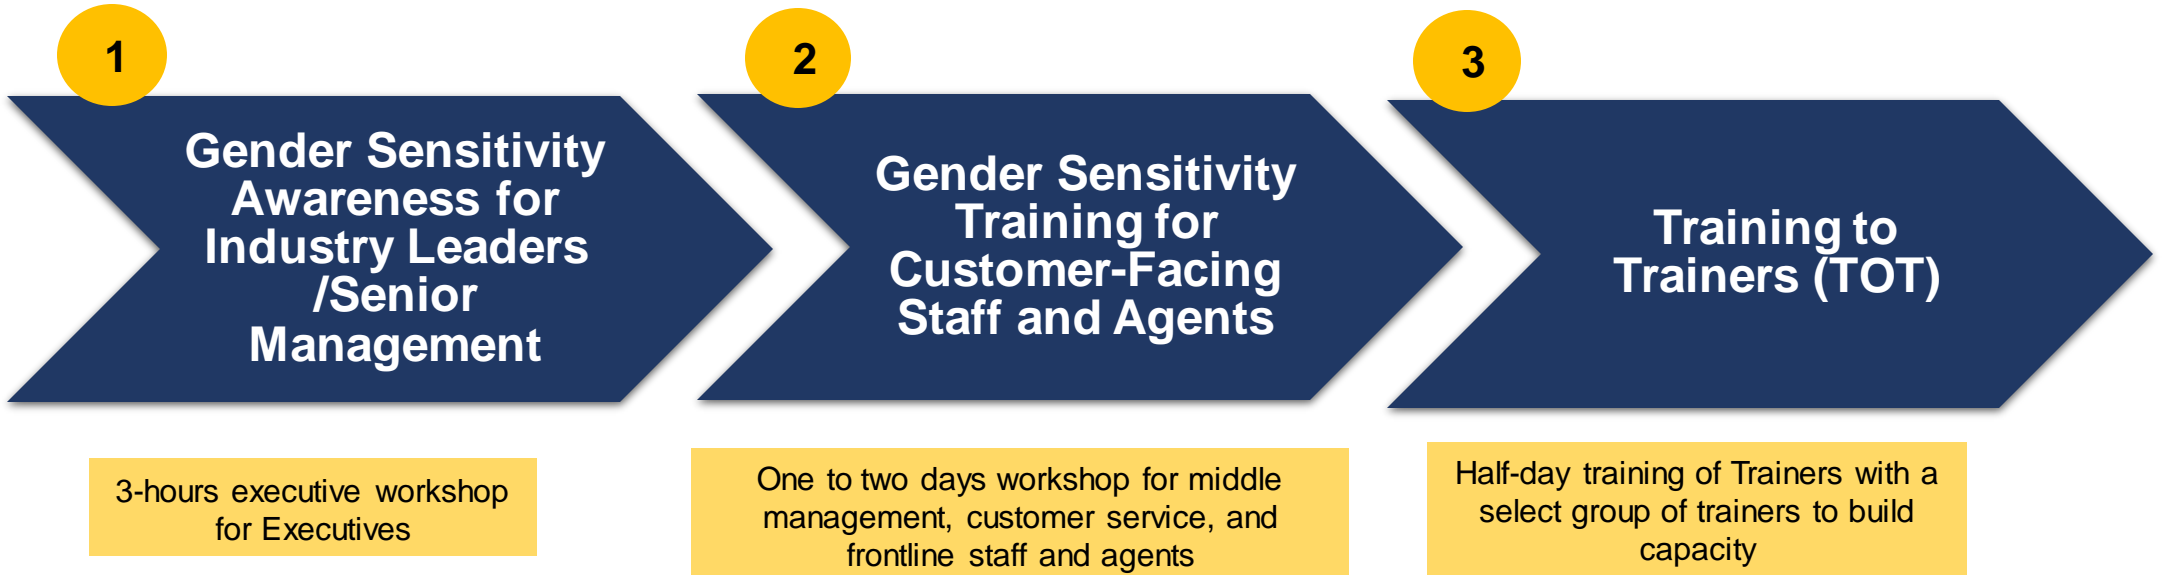 1
Gender Sensitivity
Awareness for
Industry Leaders
/Senior
Management
3-hours executive workshop
for Executives
2
Gender Sensitivity
Training for
Customer-Facing
Staff and Agents
One to two days workshop for middle
management, customer service, and
frontline staff and agents
3
Training to
Trainers (TOT)
Half-day training of Trainers with a
select group of trainers to build
capacity